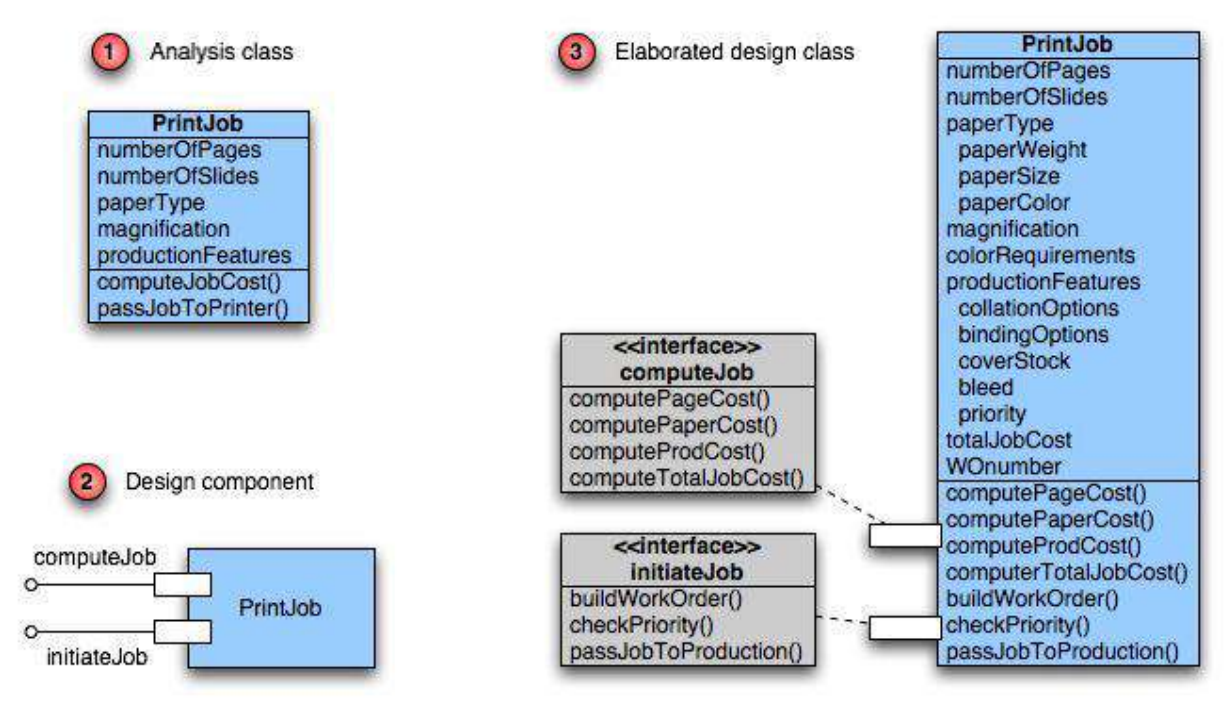 1 Analysis class
PrintJob
numberOfPages
numberOfSlides
paperType
magnification
productionFeatures
computeJobCost()
passJobToPrinter()
2 Design component
computeJob
initiateJob
PrintJob
3 Elaborated design class
<<interface>>
computeJob
computePageCost()
computePaperCost()
computeProdCost()
computeTotalJobCost()
<<interface>>
initiateJob
buildWorkOrder()
checkPriority()
passJobToProduction()
PrintJob
numberOfPages
numberOfSlides
paperType
paperWeight
paperSize
paperColor
magnification
colorRequirements
productionFeatures
collationOptions
bindingOptions
coverStock
bleed
priority
totalJobCost
WOnumber
computePageCost()
computePaperCost()
computeProdCost()
computerTotalJobCost()
buildWorkOrder()
checkPriority()
passJobToProduction()